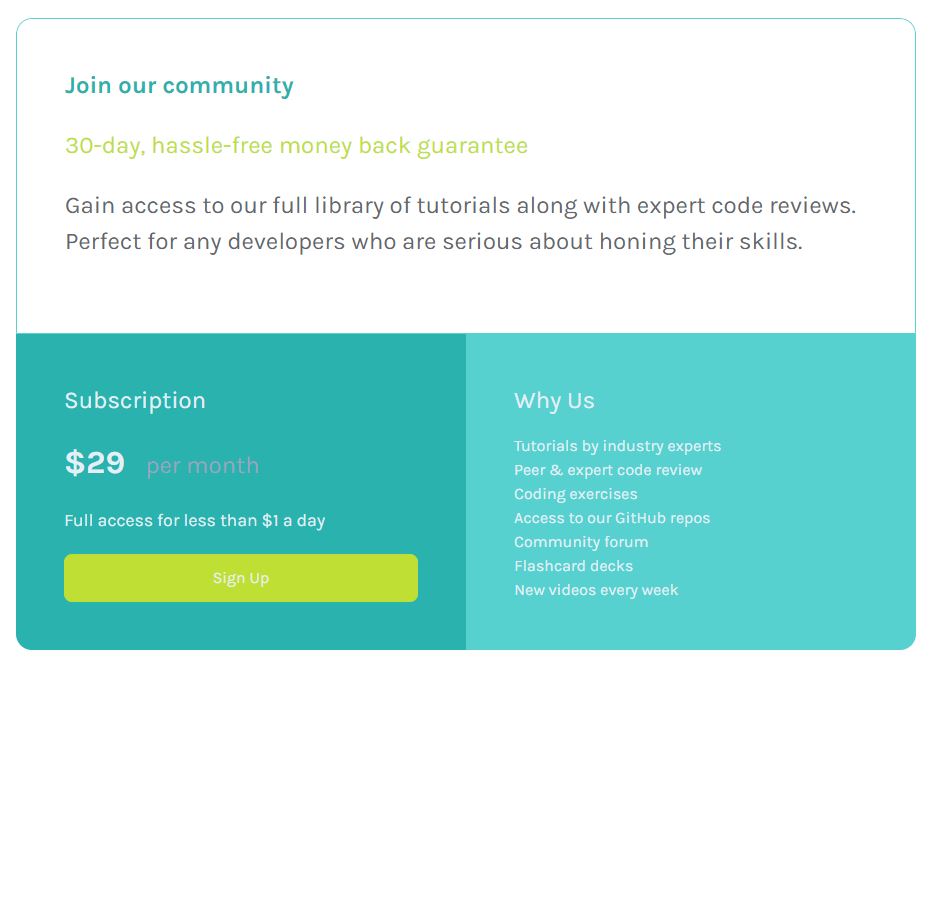 Join our community
30-day, hassle-free money back guarantee
Gain access to our full library of tutorials along with expert code reviews.
Perfect for any developers who are serious about honing their skills.
Subscription
$29 per month
Full access for less than $1 a day
Sign Up
Why Us
Tutorials by industry experts
Peer & expert code review
Coding exercises
Access to our GitHub repos
Community forum
Flashcard decks
New videos every week